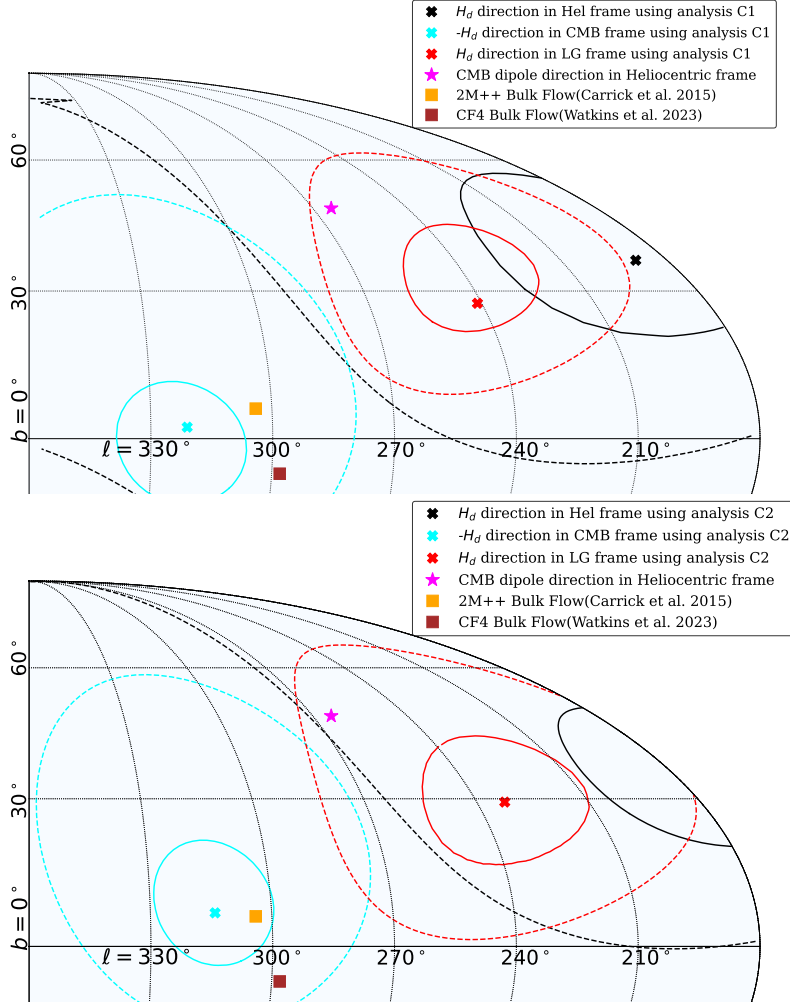 H_d direction in Hel frame using analysis C1
-H_d direction in CMB frame using analysis C1
H_d direction in LG frame using analysis C1
CMB dipole direction in Heliocentric frame
2M++ Bulk Flow(Carrick et al. 2015)
CF4 Bulk Flow(Watkins et al. 2023)
60°
30°
b = 0°
ℓ = 330° 300° 270° 240° 210°
H_d direction in Hel frame using analysis C2
-H_d direction in CMB frame using analysis C2
H_d direction in LG frame using analysis C2
CMB dipole direction in Heliocentric frame
2M++ Bulk Flow(Carrick et al. 2015)
CF4 Bulk Flow(Watkins et al. 2023)
60°
30°
b = 0°
ℓ = 330° 300° 270° 240° 210°